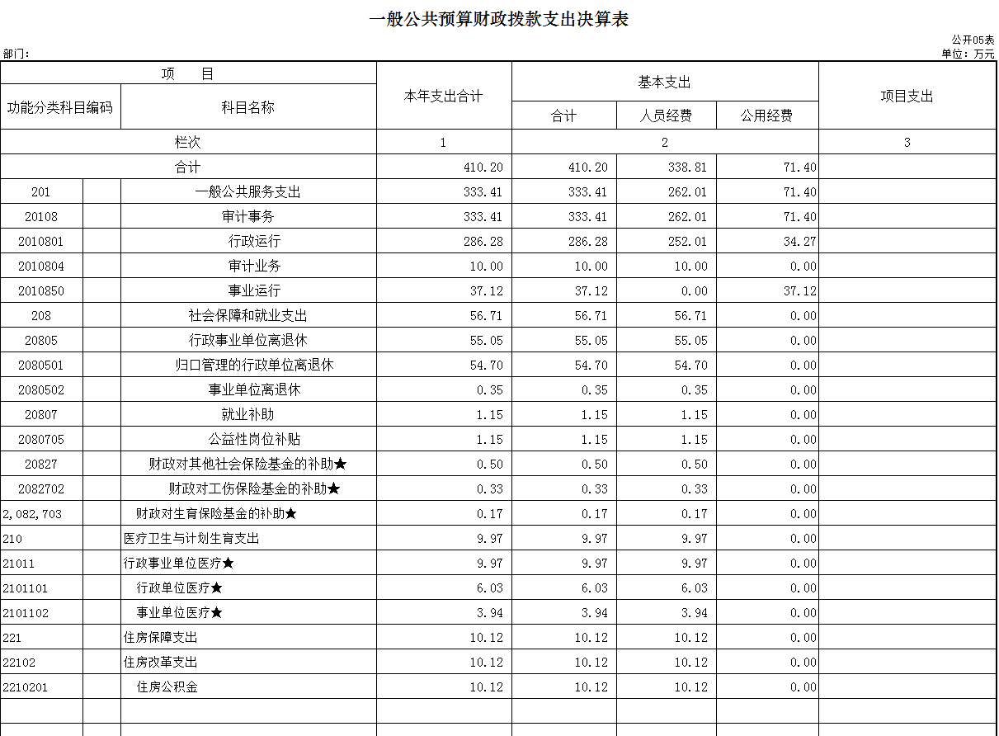 一般公共预算财政拨款支出决算表
公开05表
部门：
单位：万元
项 目
本年支出合计
基本支出
项目支出
功能分类科目编码 科目名称
合计 人员经费 公用经费
栏次 1 2 3
合计 410.20 410.20 338.81 71.40
201 一般公共服务支出 333.41 333.41 262.01 71.40
20108 审计事务 333.41 333.41 262.01 71.40
2010801 行政运行 286.28 286.28 252.01 34.27
2010804 审计业务 10.00 10.00 10.00 0.00
2010850 事业运行 37.12 37.12 0.00 37.12
208 社会保障和就业支出 56.71 56.71 56.71 0.00
20805 行政事业单位离退休 55.05 55.05 55.05 0.00
2080501 归口管理的行政单位离退休 54.70 54.70 54.70 0.00
2080502 事业单位离退休 0.35 0.35 0.35 0.00
20807 就业补助 1.15 1.15 1.15 0.00
2080705 公益性岗位补贴 1.15 1.15 1.15 0.00
20827 财政对其他社会保险基金的补助★ 0.50 0.50 0.50 0.00
2082702 财政对工伤保险基金的补助★ 0.33 0.33 0.33 0.00
2,082,703 财政对生育保险基金的补助★ 0.17 0.17 0.17 0.00
210 医疗卫生与计划生育支出 9.97 9.97 9.97 0.00
21011 行政事业单位医疗★ 9.97 9.97 9.97 0.00
2101101 行政单位医疗★ 6.03 6.03 6.03 0.00
2101102 事业单位医疗★ 3.94 3.94 3.94 0.00
221 住房保障支出 10.12 10.12 10.12 0.00
22102 住房改革支出 10.12 10.12 10.12 0.00
2210201 住房公积金 10.12 10.12 10.12 0.00